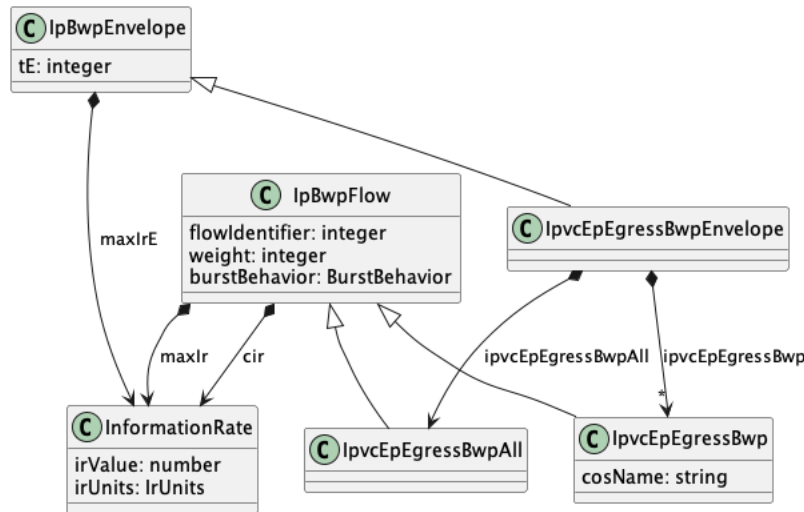 C IpBwpEnvelope
tE: integer
C IpBwpFlow
flowIdentifier: integer
weight: integer
burstBehavior: BurstBehavior
C IpvcEpEgressBwpEnvelope
maxIrE
maxIr
cir
ipvcEpEgressBwpAll
ipvcEpEgressBwp
*
C InformationRate
irValue: number
irUnits: IrUnits
C IpvcEpEgressBwpAll
C IpvcEpEgressBwp
cosName: string